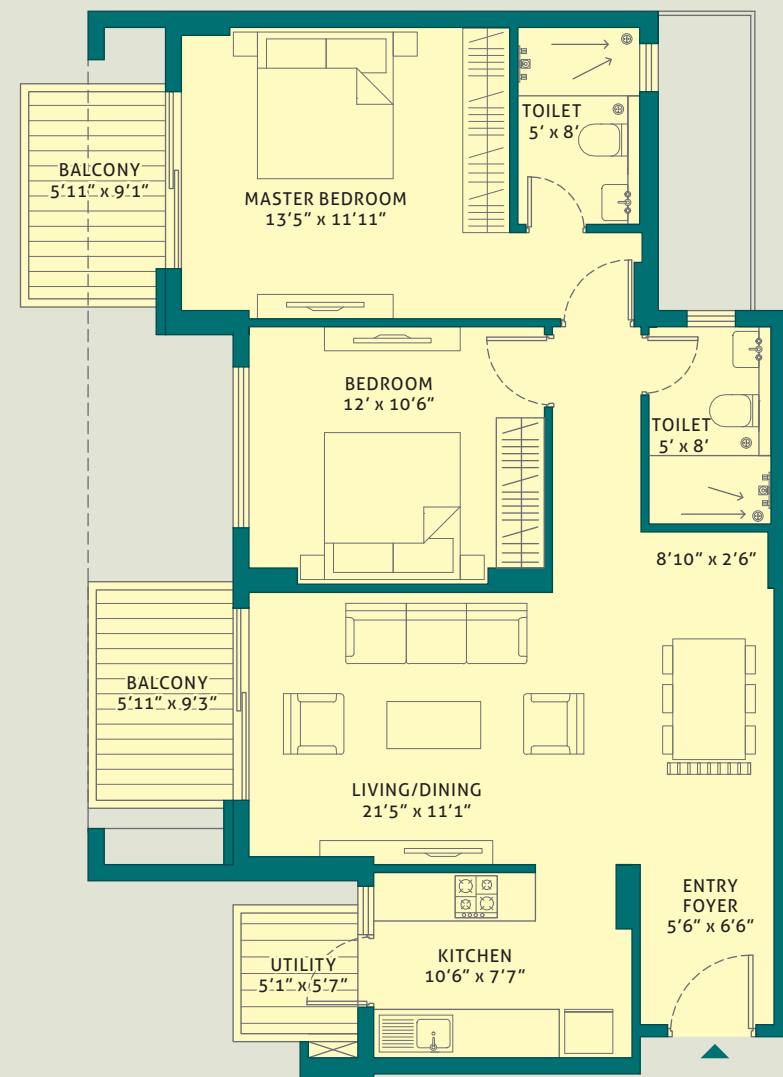 TOILET
5' x 8'
BALCONY
5'11" x 9'1"
MASTER BEDROOM
13'5" x 11'11"
BEDROOM
12' x 10'6"
TOILET
5' x 8'
8'10" x 2'6"
BALCONY
5'11" x 9'3"
LIVING/DINING
21'5" x 11'1"
ENTRY
FOYER
5'6" x 6'6"
KITCHEN
10'6" x 7'7"
UTILITY
5'1" x 5'7"